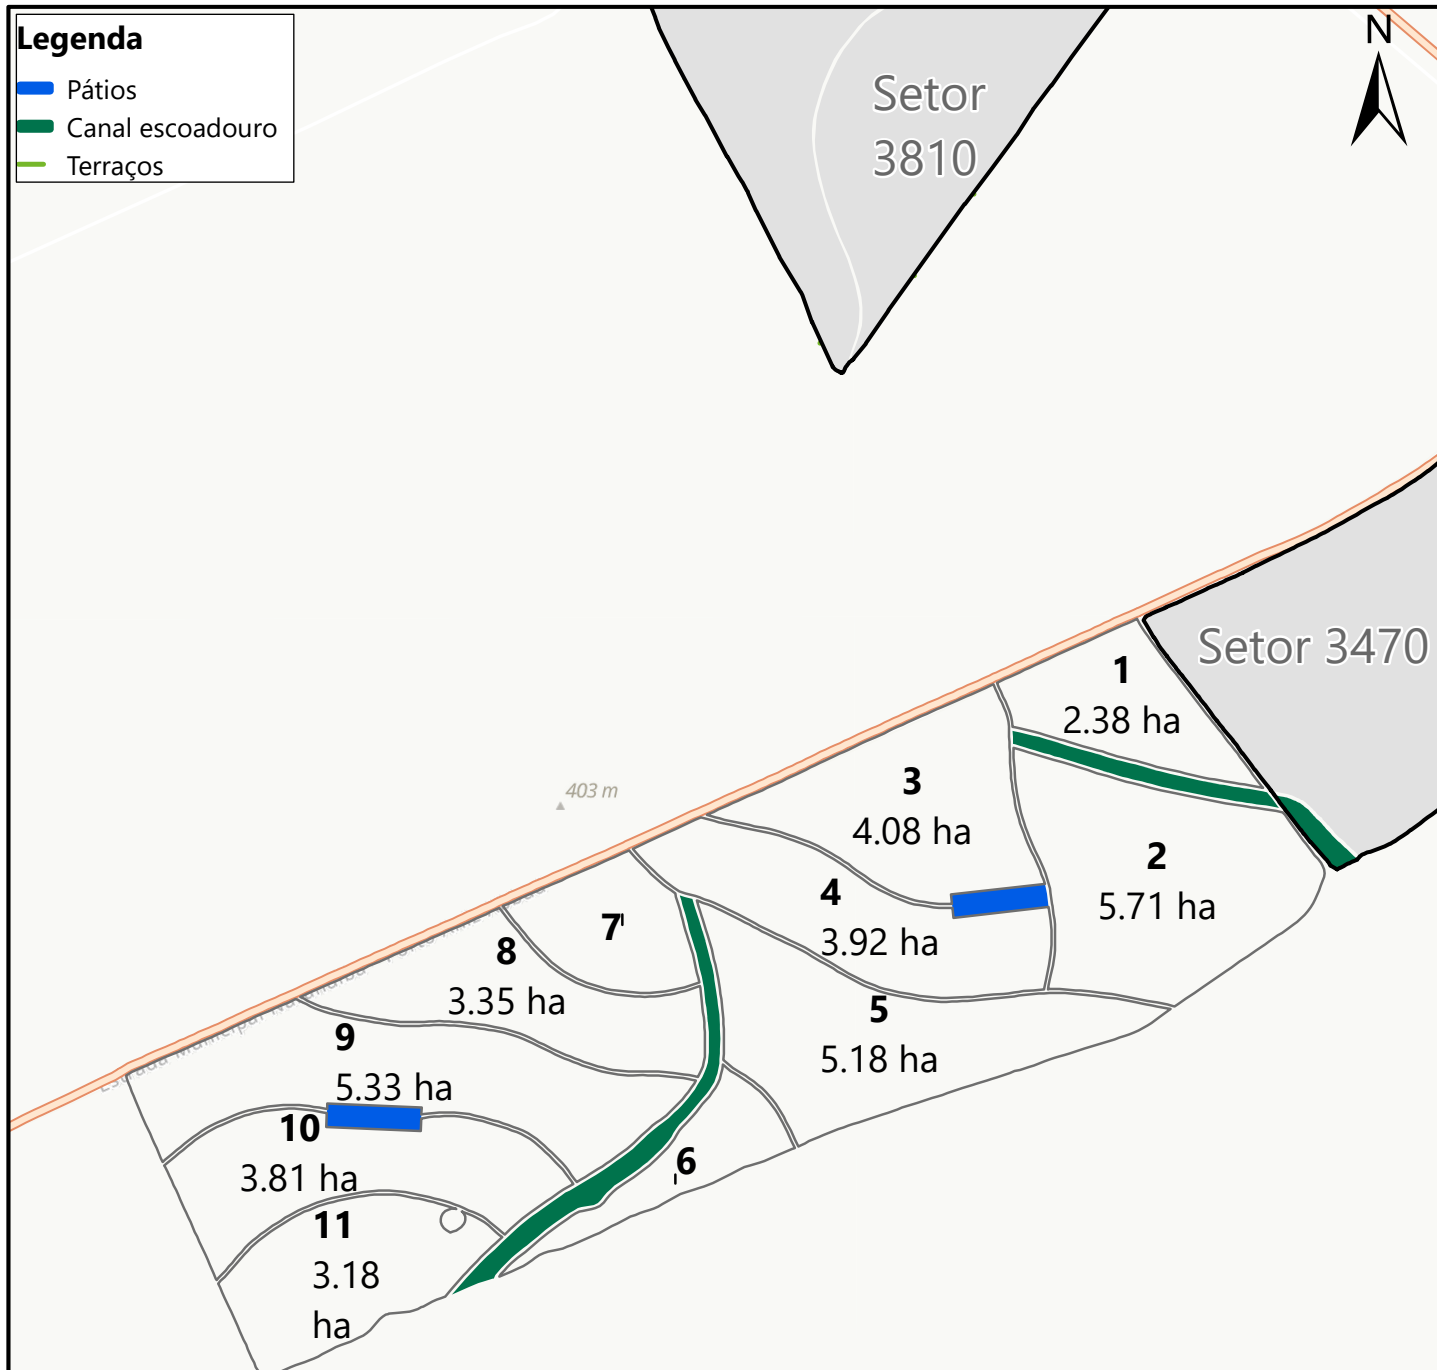 Legenda
Pátios
Canal escoadouro
Terraços
N
Setor
3810
Setor 3470
1
2.38 ha
403 m
3
4.08 ha
2
5.71 ha
4
3.92 ha
7
8
3.35 ha
5
5.18 ha
9
5.33 ha
Estrada Municipal
10
3.81 ha
6
11
3.18
ha